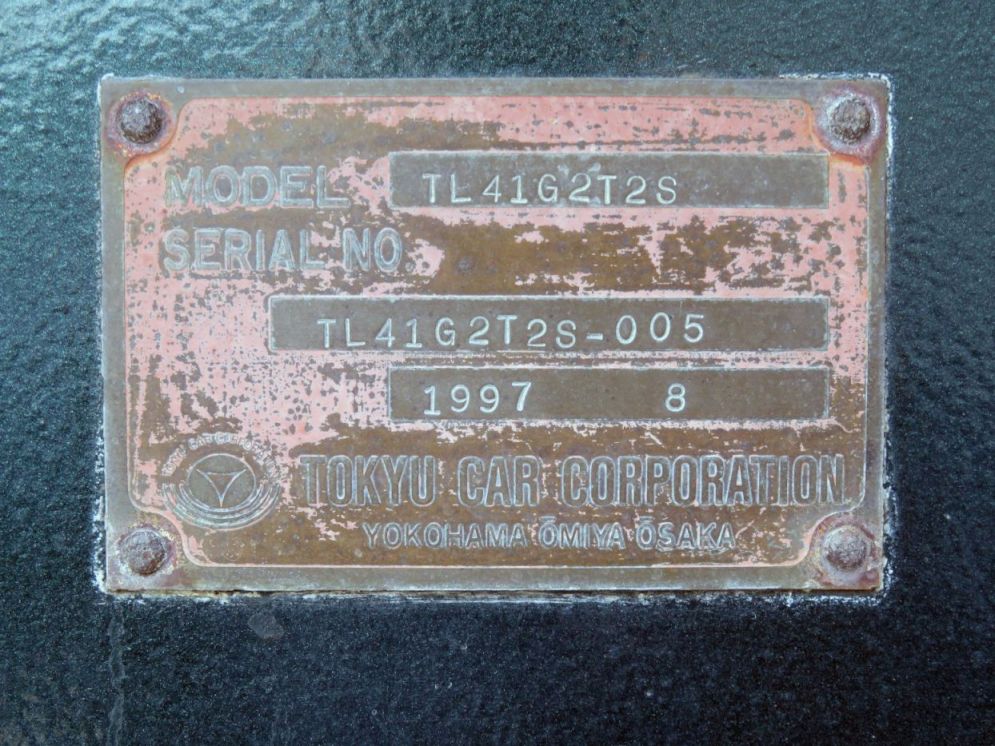 MODEL TL41G2T2S
SERIAL NO.
TL41G2T2S-005
1997 8
TOKYU CAR CORPORATION
YOKOHAMA ŌMIYA ŌSAKA